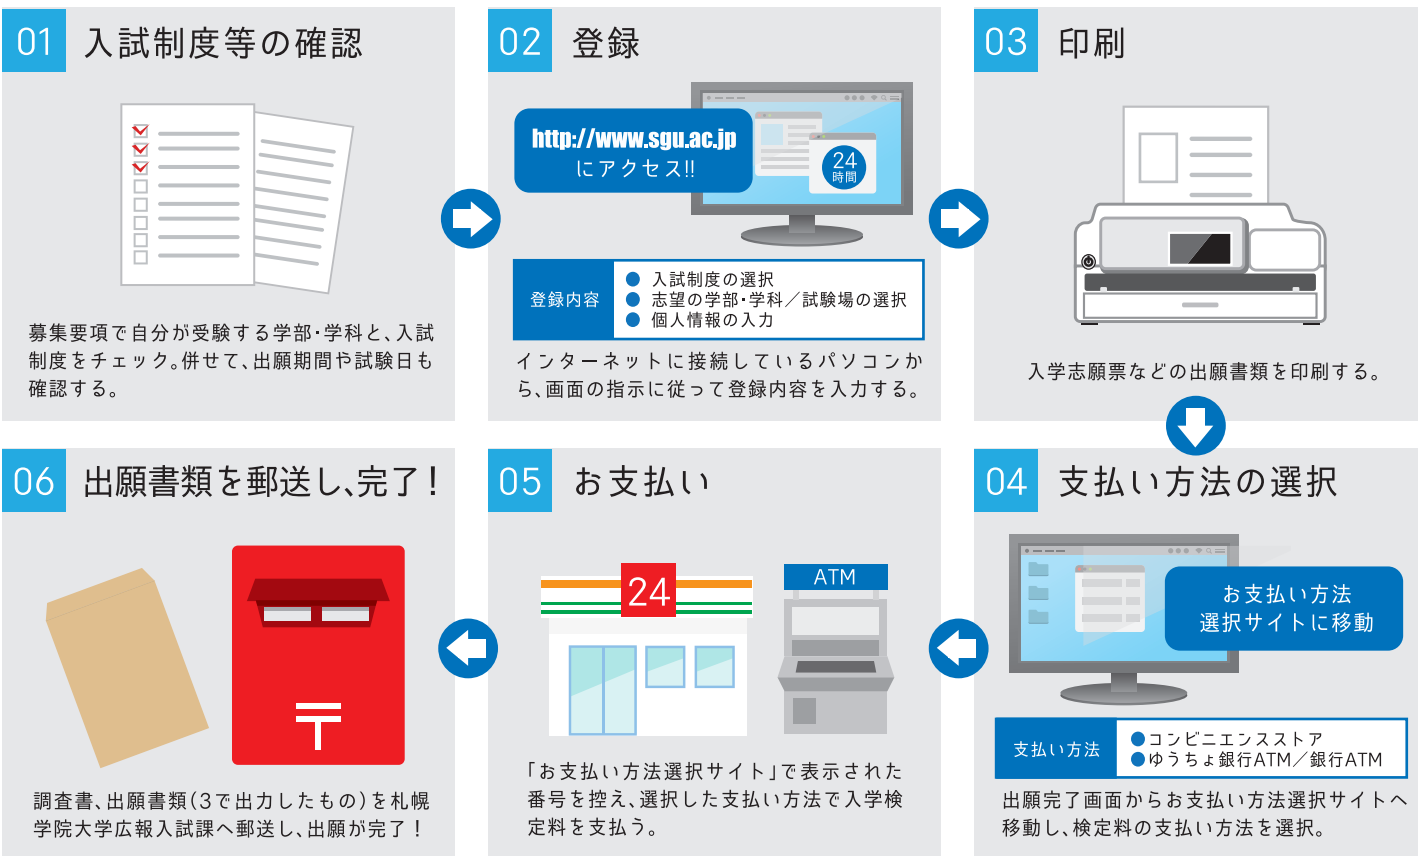 01 入試制度等の確認
募集要項で自分が受験する学部・学科と、入試
制度をチェック。併せて、出願期間や試験日も
確認する。
02 登録
http://www.sgu.ac.jp
にアクセス!!
24
時間
登録内容
● 入試制度の選択
● 志望の学部・学科／試験場の選択
● 個人情報の入力
インターネットに接続しているパソコンか
ら、画面の指示に従って登録内容を入力する。
03 印刷
入学志願票などの出願書類を印刷する。
04 支払い方法の選択
お支払い方法
選択サイトに移動
支払い方法
●コンビニエンスストア
●ゆうちょ銀行ATM／銀行ATM
出願完了画面からお支払い方法選択サイトへ
移動し、検定料の支払い方法を選択。
05 お支払い
24
ATM
「お支払い方法選択サイト」で表示された
番号を控え、選択した支払い方法で入学検
定料を支払う。
06 出願書類を郵送し、完了！
〒
調査書、出願書類(3で出力したもの)を札幌
学院大学広報入試課へ郵送し、出願が完了！